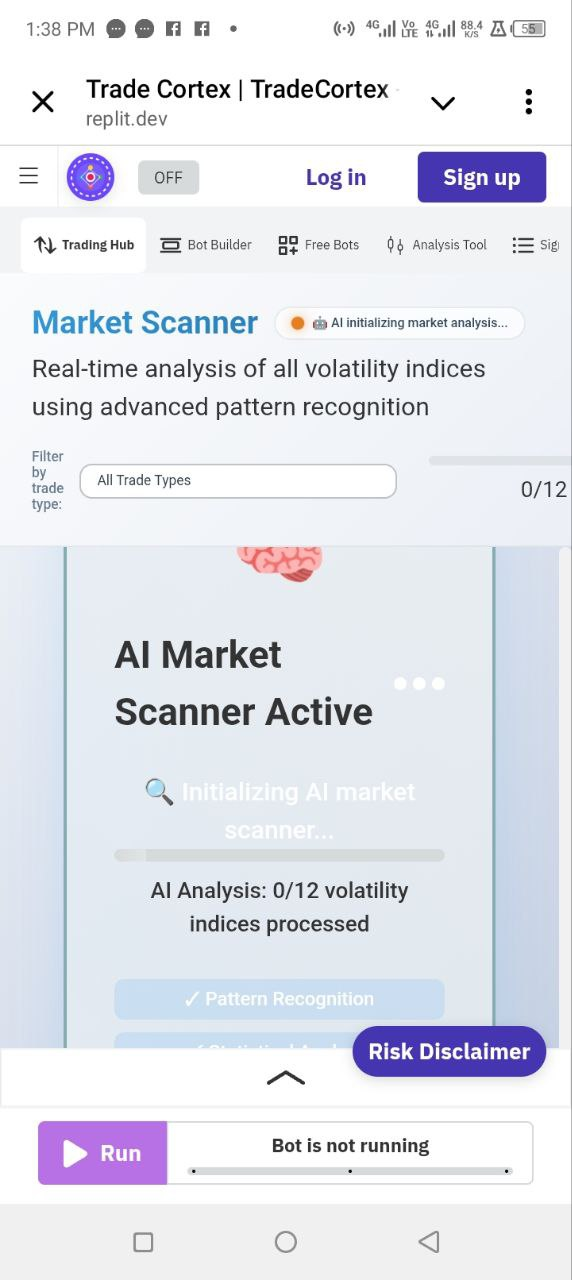 1:38 PM
4G Vo LTE 4G 88.4 K/S 55
Trade Cortex | TradeCortex
replit.dev
OFF
Log in
Sign up
Trading Hub
Bot Builder
Free Bots
Analysis Tool
Sig
Market Scanner
AI initializing market analysis...
Real-time analysis of all volatility indices
using advanced pattern recognition
Filter
by
trade
type:
All Trade Types
0/12
AI Market
Scanner Active
Initializing AI market
scanner...
AI Analysis: 0/12 volatility
indices processed
✓ Pattern Recognition
Risk Disclaimer
Run
Bot is not running